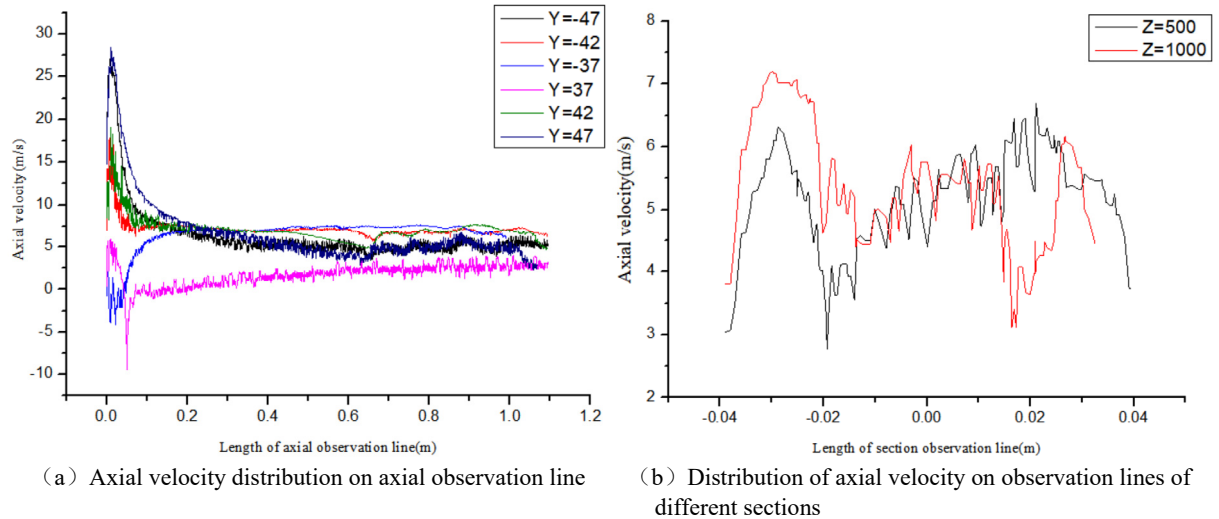 Y=-47
Y=-42
Y=-37
Y=37
Y=42
Y=47
30
25
20
15
10
5
0
-5
-10
Axial velocity(m/s)
0.0 0.2 0.4 0.6 0.8 1.0 1.2
Length of axial observation line(m)
(a) Axial velocity distribution on axial observation line
Z=500
Z=1000
8
7
6
5
4
3
2
Axial velocity(m/s)
-0.04 -0.02 0.00 0.02 0.04
Length of section observation line(m)
(b) Distribution of axial velocity on observation lines of
different sections